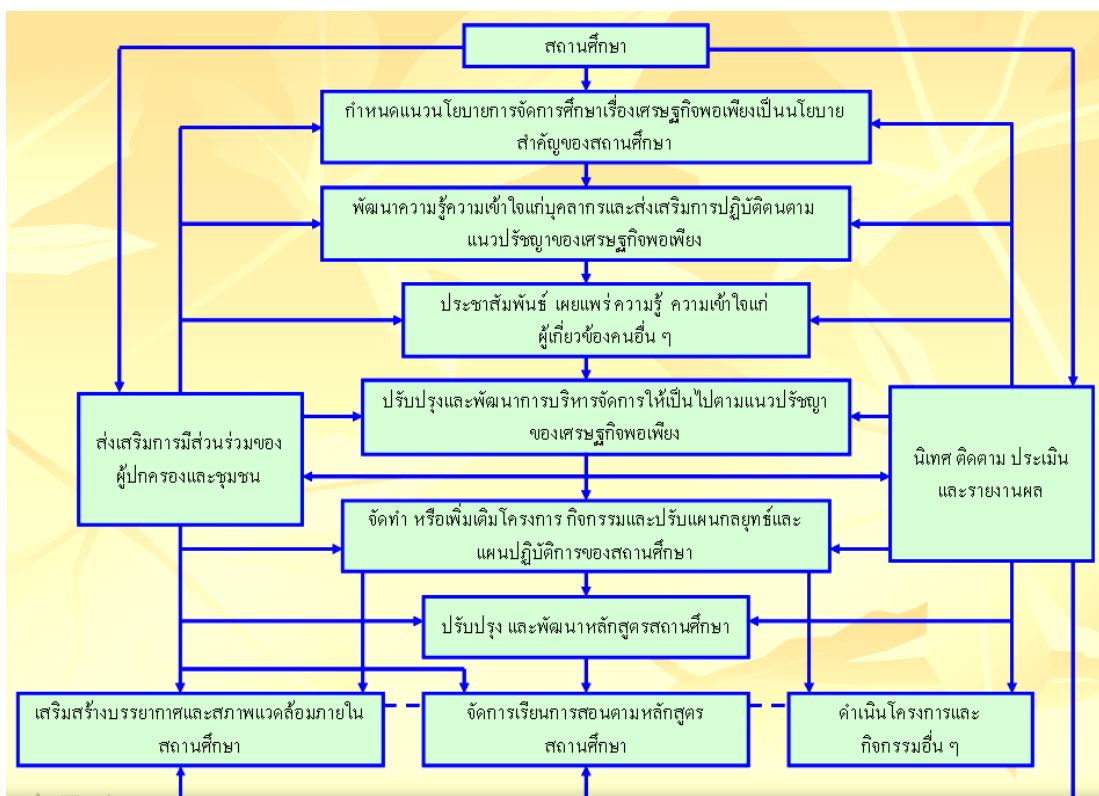 สถานศึกษา
กำหนดแนวนโยบายการจัดการศึกษาเรื่องเศรษฐกิจพอเพียงเป็นนโยบาย
สำคัญของสถานศึกษา
พัฒนาความรู้ความเข้าใจแก่บุคลากรและส่งเสริมการปฏิบัติตนตาม
แนวปรัชญาของเศรษฐกิจพอเพียง
ประชาสัมพันธ์ เผยแพร่ความรู้ ความเข้าใจแก่
ผู้เกี่ยวข้องคนอื่น ๆ
ปรับปรุงและพัฒนาการบริหารจัดการให้เป็นไปตามแนวปรัชญา
ของเศรษฐกิจพอเพียง
ส่งเสริมการมีส่วนร่วมของ
ผู้ปกครองและชุมชน
นิเทศ ติดตาม ประเมิน
และรายงานผล
จัดทำ หรือเพิ่มเติมโครงการ กิจกรรมและปรับแผนกลยุทธ์และ
แผนปฏิบัติการของสถานศึกษา
ปรับปรุง และพัฒนาหลักสูตรสถานศึกษา
เสริมสร้างบรรยากาศและสภาพแวดล้อมภายใน
สถานศึกษา
จัดการเรียนการสอนตามหลักสูตร
สถานศึกษา
ดำเนินโครงการและ
กิจกรรมอื่น ๆ